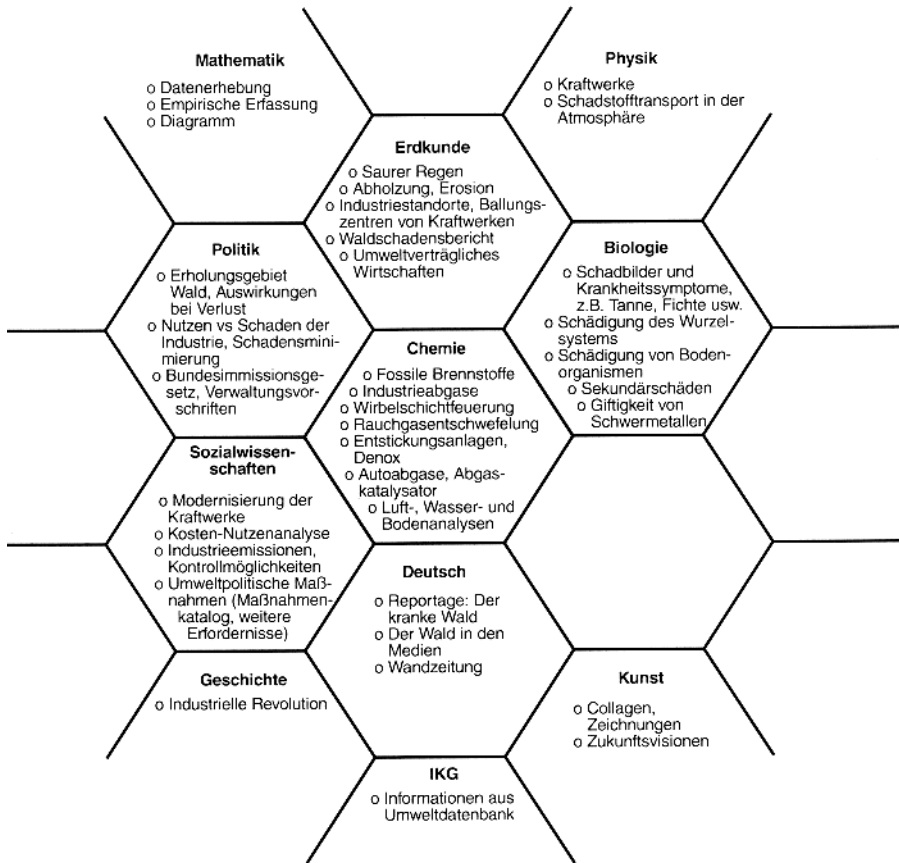 Mathematik
o Datenerhebung
o Empirische Erfassung
o Diagramm
Physik
o Kraftwerke
o Schadstofftransport in der
Atmosphäre
Erdkunde
o Saurer Regen
o Abholzung, Erosion
o Industriestandorte, Ballungs-
zentren von Kraftwerken
o Waldschadensbericht
o Umweltverträgliches
Wirtschaften
Politik
o Erholungsgebiet
Wald, Auswirkungen
bei Verlust
o Nutzen vs Schaden der
Industrie, Schadensmini-
mierung
o Bundesimmissionsge-
setz, Verwaltungsvor-
schriften
Biologie
o Schadbilder und
Krankheitssymptome,
z.B. Tanne, Fichte usw.
o Schädigung des Wurzel-
systems
o Schädigung von Boden-
organismen
o Sekundärschäden
o Giftigkeit von
Schwermetallen
Chemie
o Fossile Brennstoffe
o Industrieabgase
o Wirbelschichtfeuerung
o Rauchgasentschwefelung
o Entstickungsanlagen,
Denox
o Autoabgase, Abgas-
katalysator
o Luft-, Wasser- und
Bodenanalysen
Sozialwissen-
schaften
o Modernisierung der
Kraftwerke
o Kosten-Nutzenanalyse
o Industrieemissionen,
Kontrollmöglichkeiten
o Umweltpolitische Maß-
nahmen (Maßnahmen-
katalog, weitere
Erfordernisse)
Deutsch
o Reportage: Der
kranke Wald
o Der Wald in den
Medien
o Wandzeitung
Geschichte
o Industrielle Revolution
Kunst
o Collagen,
Zeichnungen
o Zukunftsvisionen
IKG
o Informationen aus
Umweltdatenbank